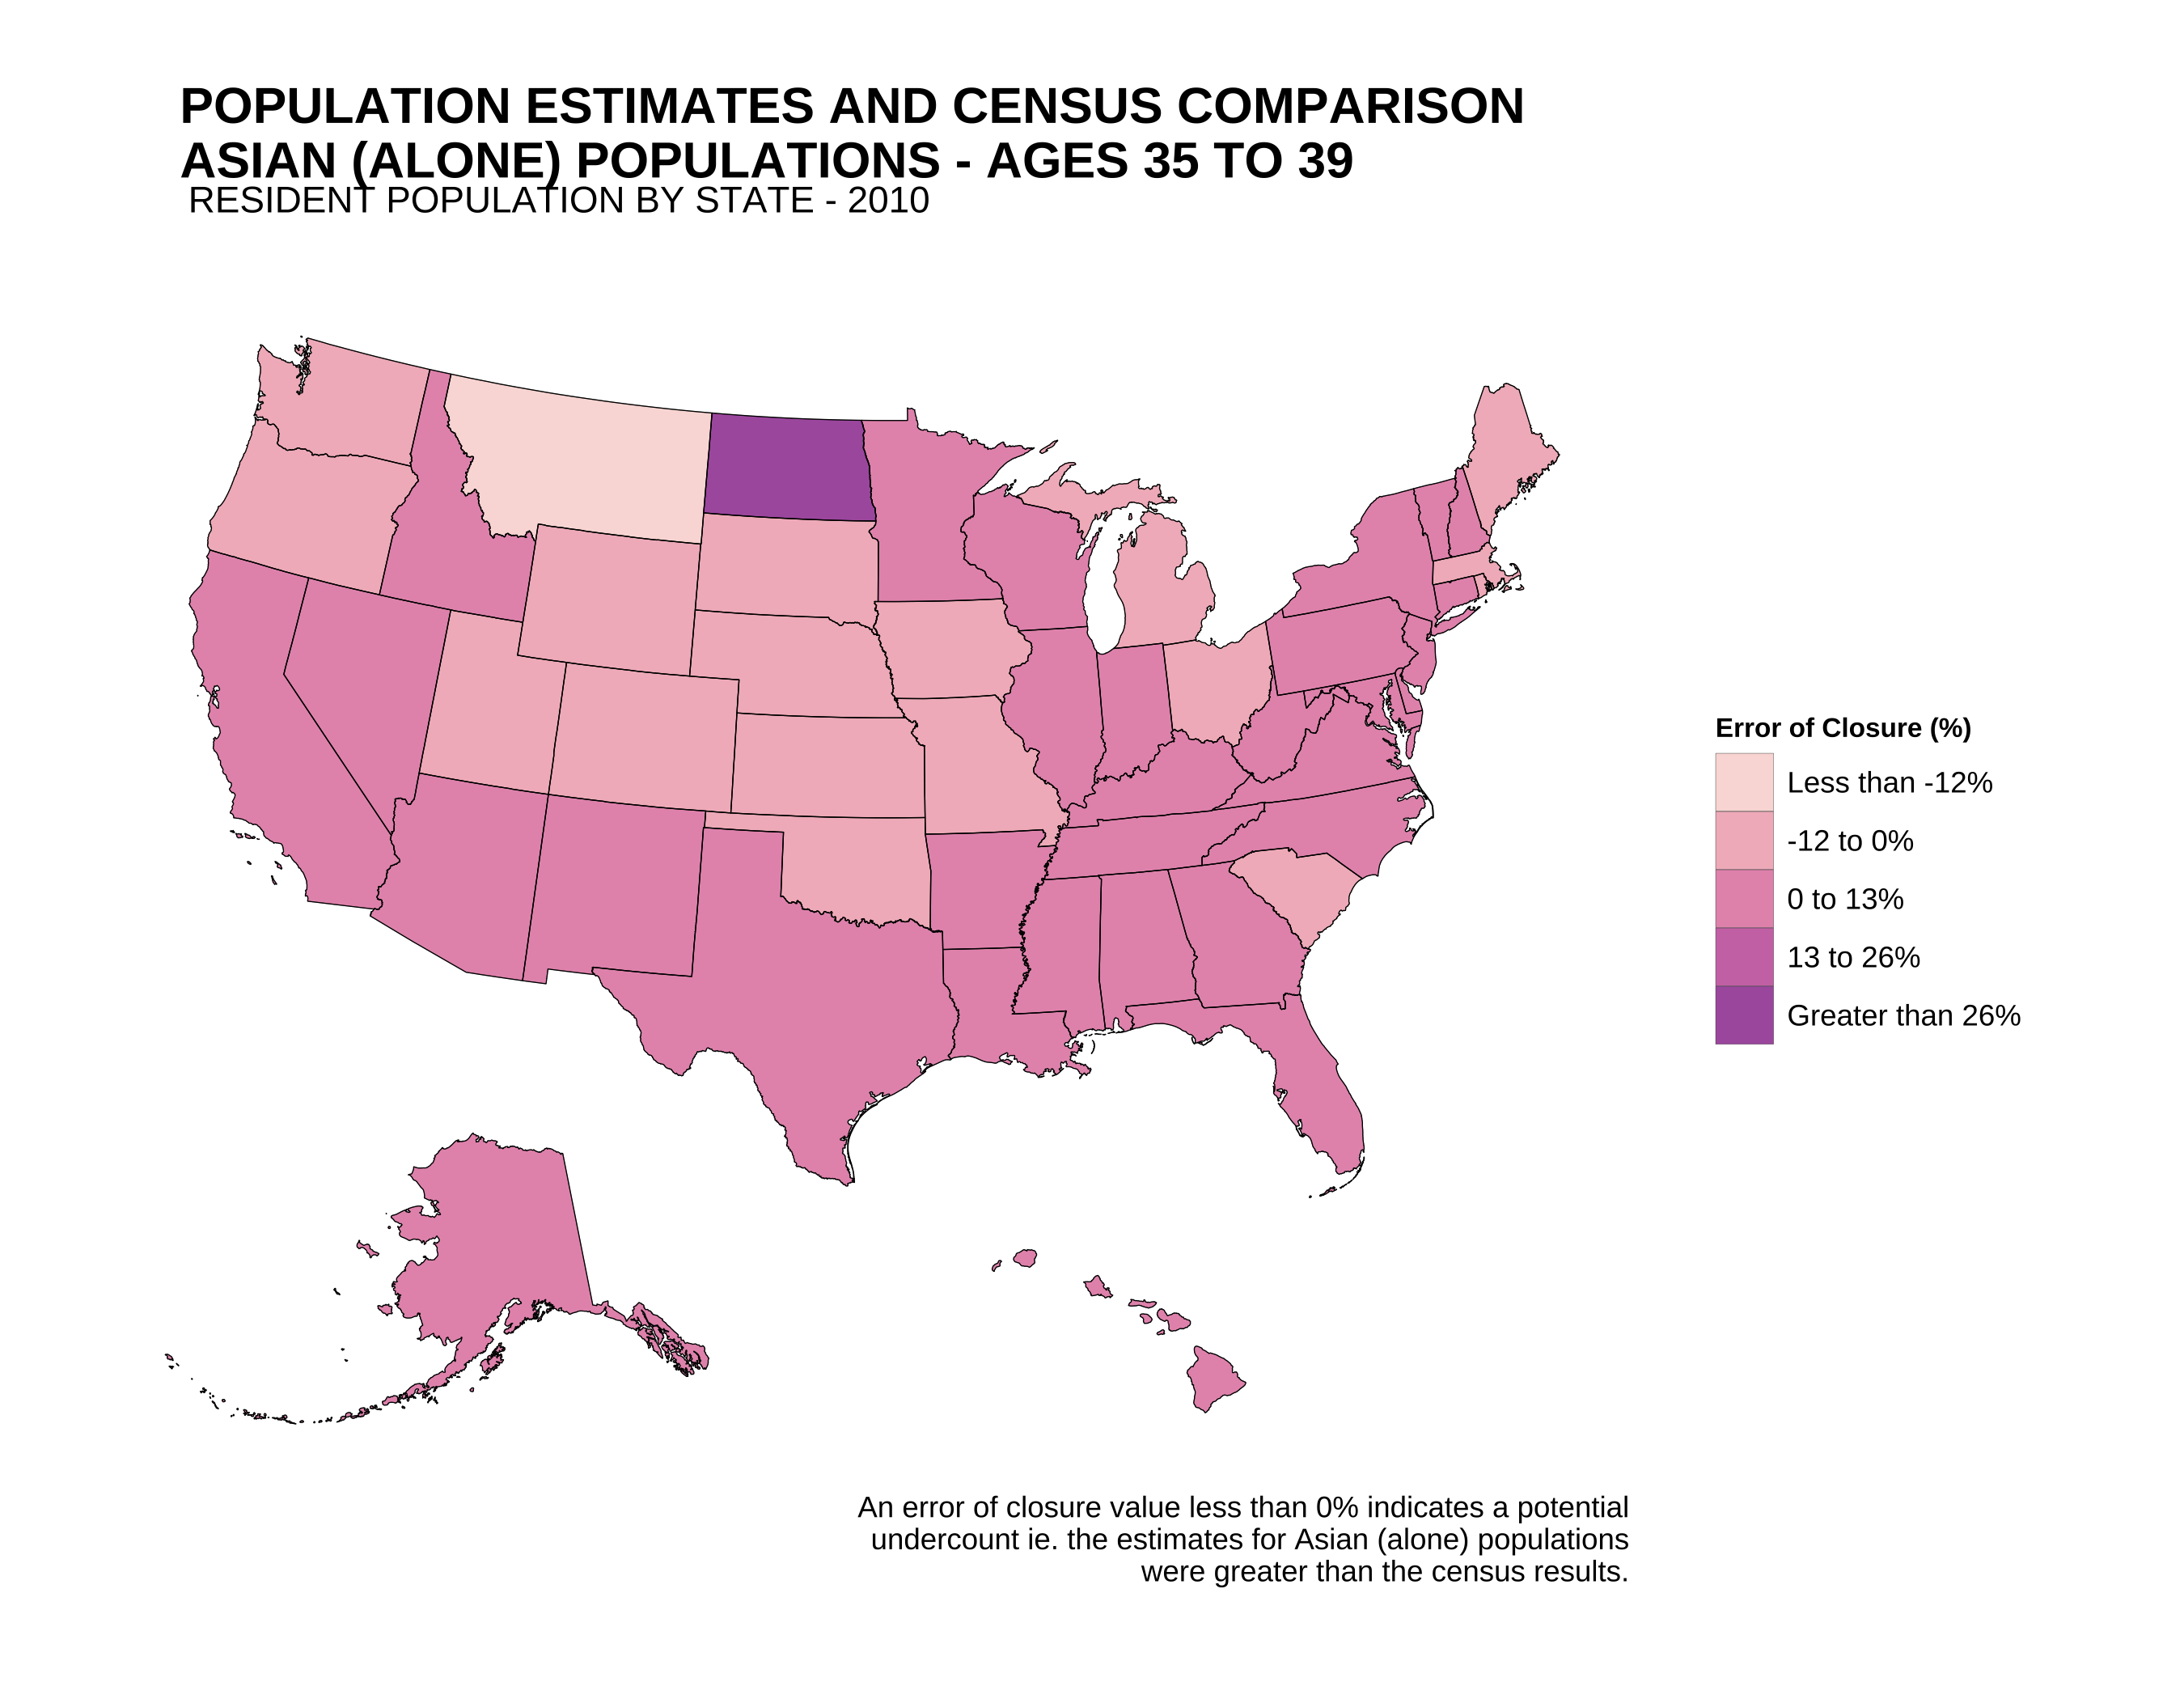 POPULATION ESTIMATES AND CENSUS COMPARISON
ASIAN (ALONE) POPULATIONS - AGES 35 TO 39
RESIDENT POPULATION BY STATE - 2010
Error of Closure (%)
Less than -12%
-12 to 0%
0 to 13%
13 to 26%
Greater than 26%
An error of closure value less than 0% indicates a potential
undercount ie. the estimates for Asian (alone) populations
were greater than the census results.